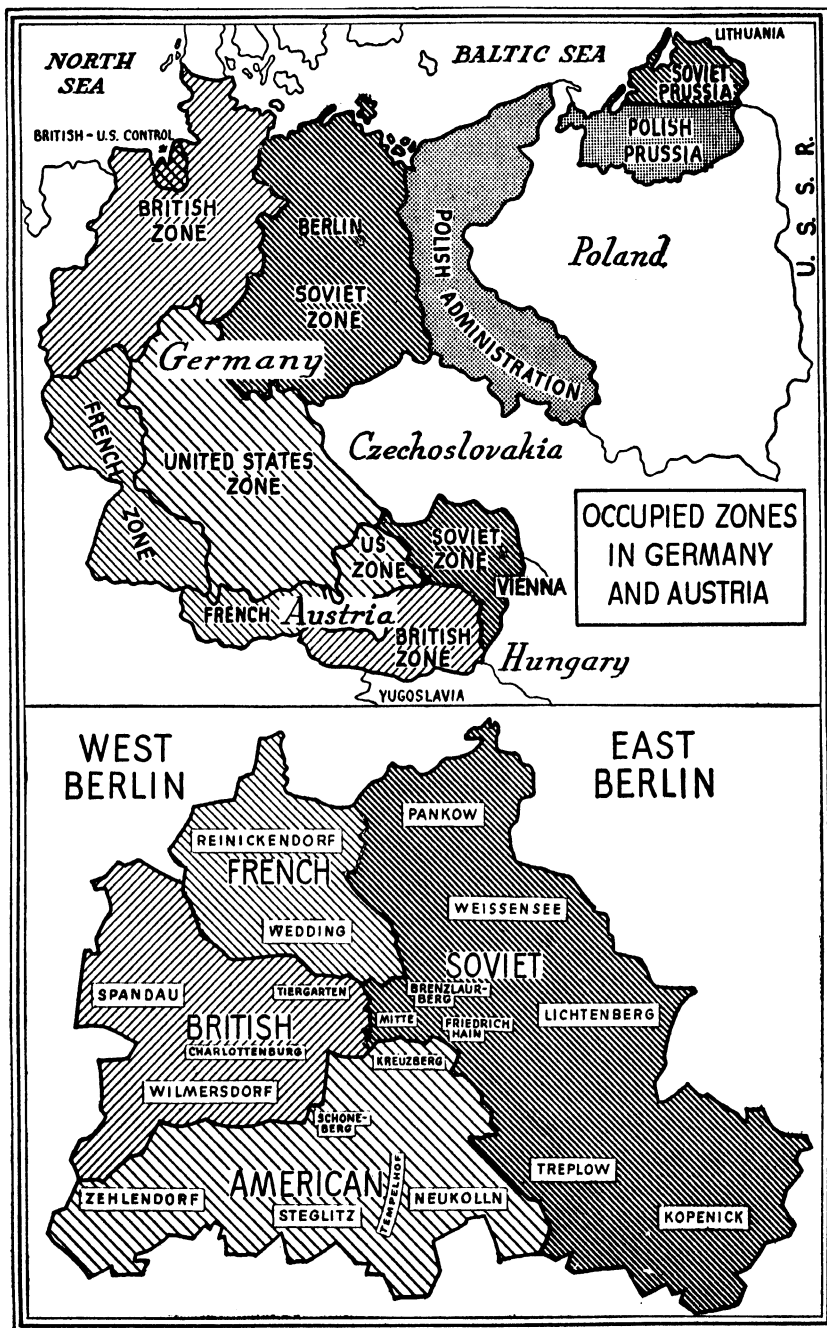 NORTH
SEA
BALTIC SEA
LITHUANIA
SOVIET
PRUSSIA
POLISH
PRUSSIA
BRITISH - U.S. CONTROL
BRITISH
ZONE
BERLIN
SOVIET
ZONE
POLISH
ADMINISTRATION
Poland
U. S. S. R.
Germany
FRENCH
ZONE
UNITED STATES
ZONE
Czechoslovakia
US
ZONE
SOVIET
ZONE
VIENNA
OCCUPIED ZONES
IN GERMANY
AND AUSTRIA
FRENCH
Austria
BRITISH
ZONE
Hungary
YUGOSLAVIA
WEST
BERLIN
EAST
BERLIN
PANKOW
REINICKENDORF
FRENCH
WEDDING
WEISSENSEE
SOVIET
SPANDAU
TIERGARTEN
BRENZLAUR-
BERG
MITTE
FRIEDRICH
HAIN
LICHTENBERG
BRITISH
CHARLOTTENBURG
KREUZBERG
WILMERSDORF
SCHONE-
BERG
ZEHLENDORF
AMERICAN
STEGLITZ
TEMPELHOF
NEUKOLLN
TREPLOW
KOPENICK